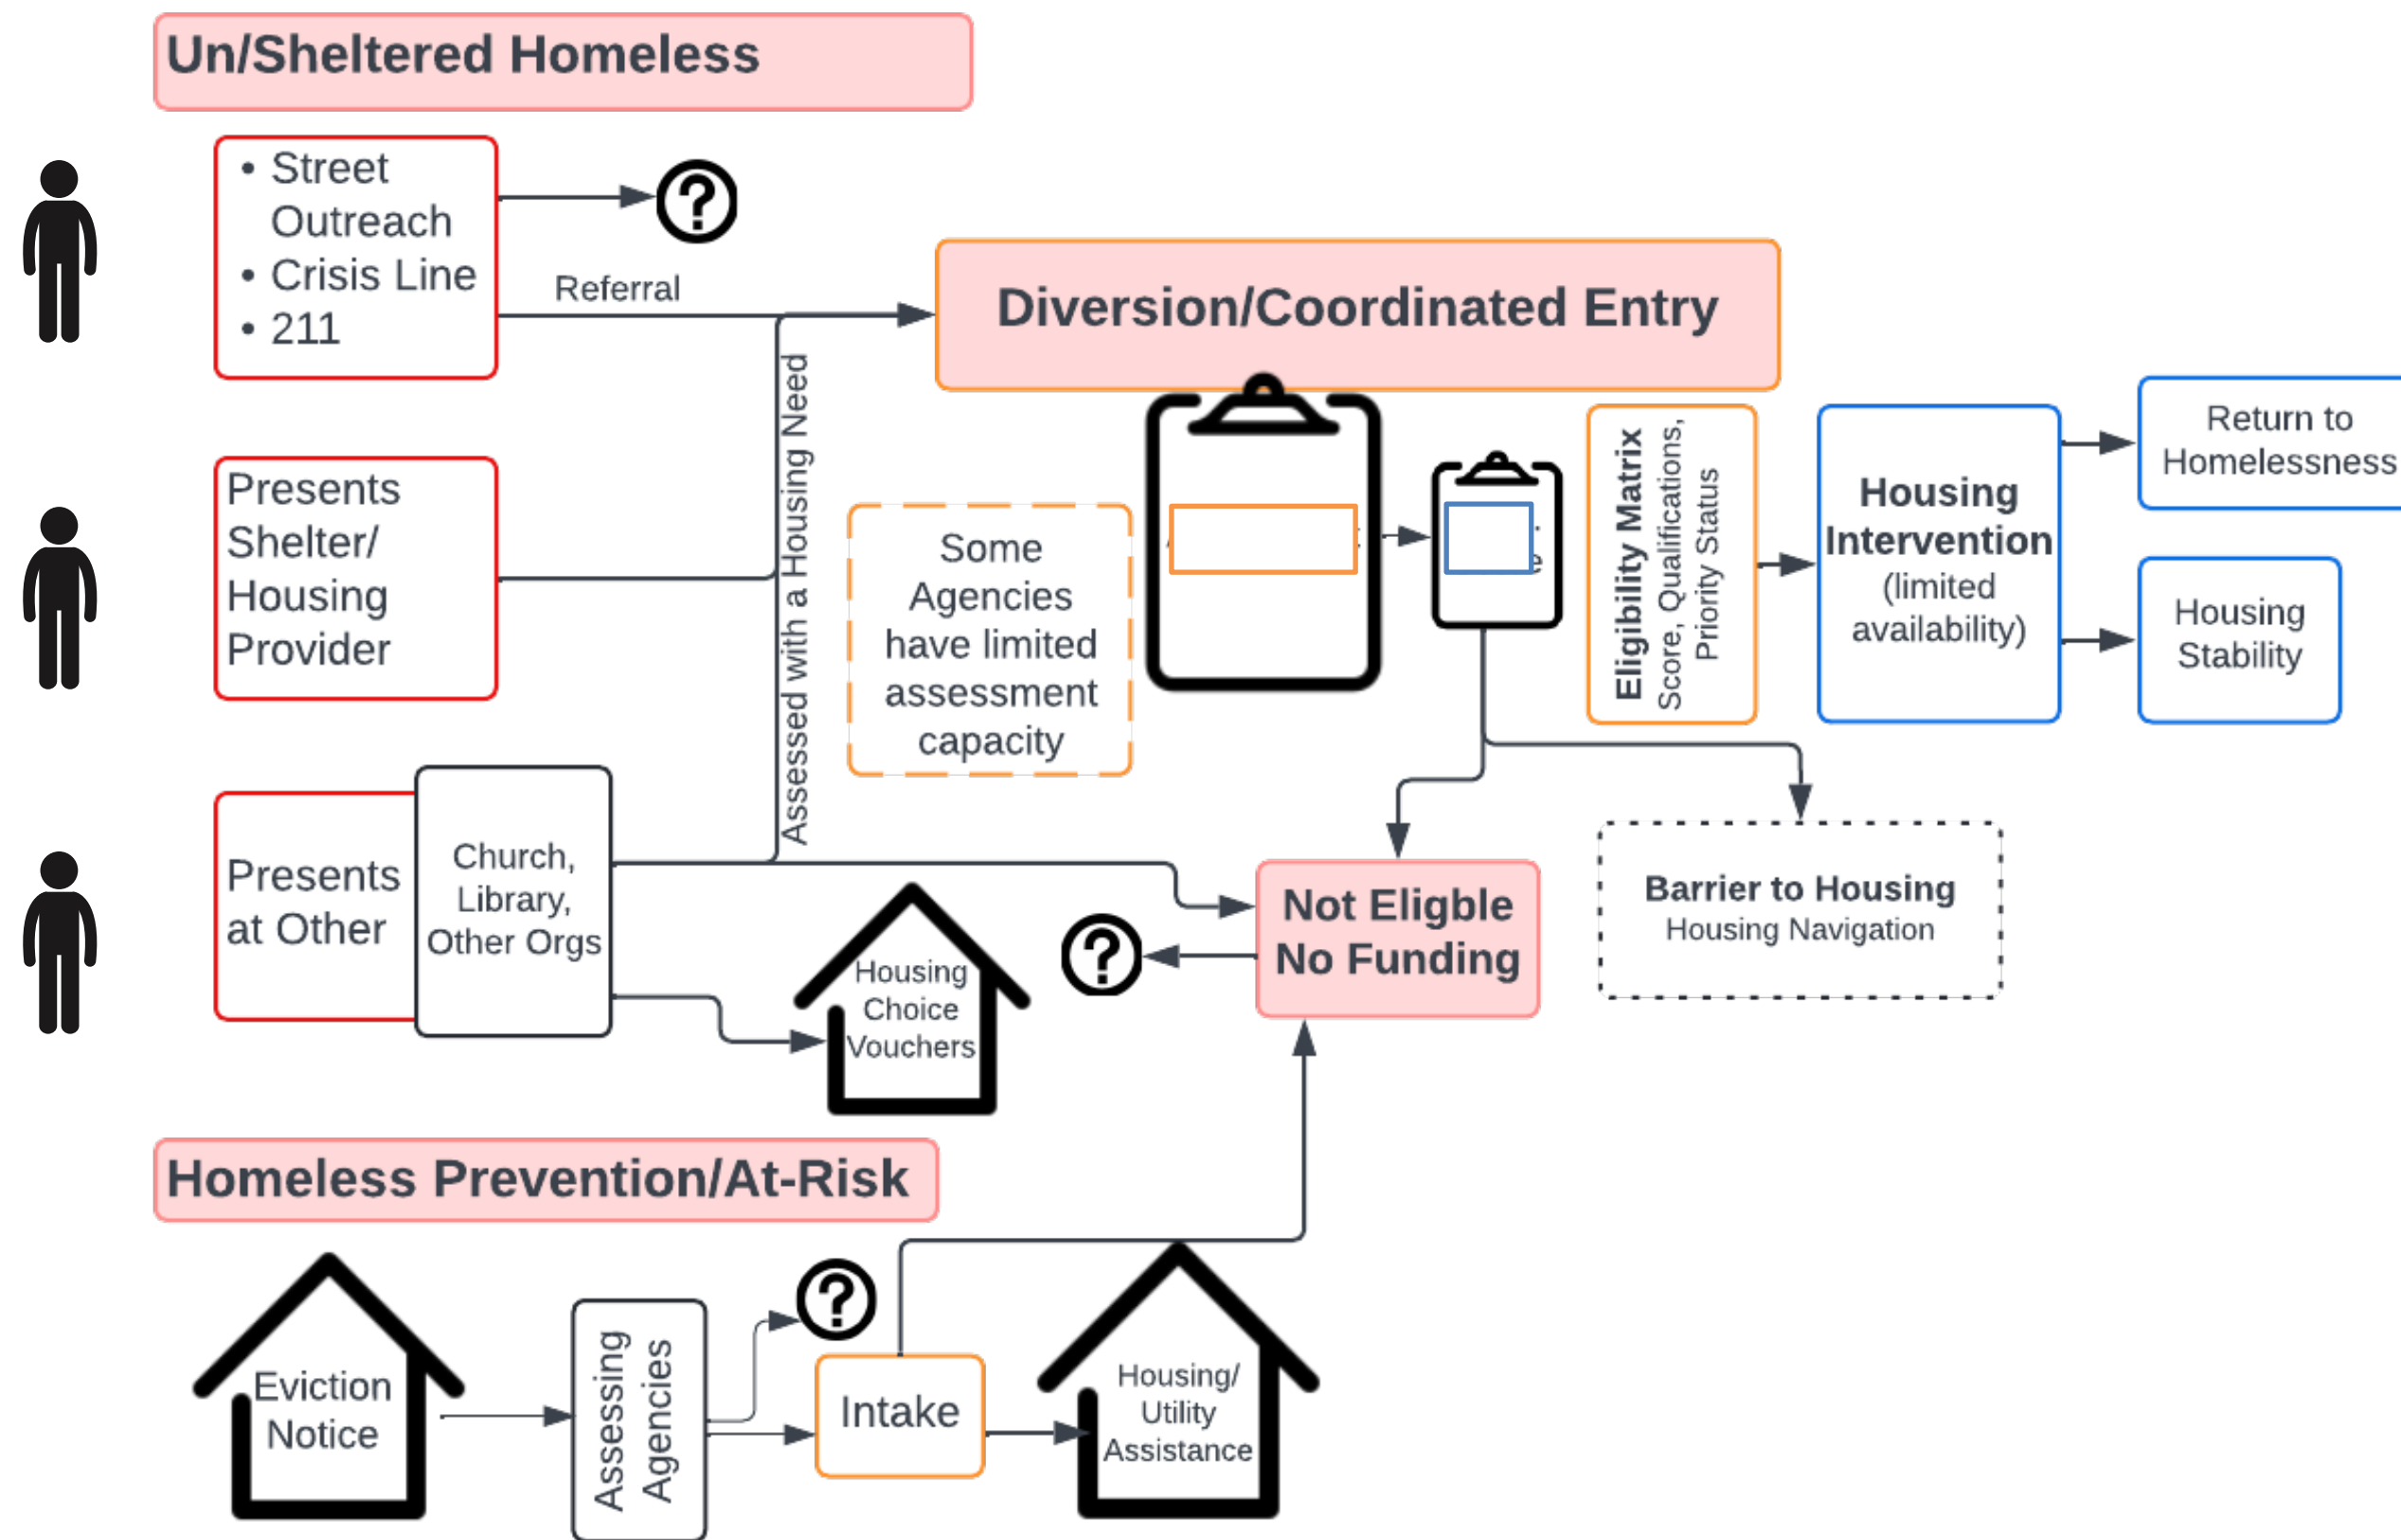 Un/Sheltered Homeless
• Street
Outreach
• Crisis Line
• 211
Referral
Diversion/Coordinated Entry
Presents
Shelter/
Housing
Provider
Assessed with a Housing Need
Some
Agencies
have limited
assessment
capacity
Eligibility Matrix
Score, Qualifications,
Priority Status
Housing
Intervention
(limited
availability)
Return to
Homelessness
Housing
Stability
Presents
at Other
Church,
Library,
Other Orgs
Housing
Choice
Vouchers
Not Eligble
No Funding
Barrier to Housing
Housing Navigation
Homeless Prevention/At-Risk
Eviction
Notice
Assessing
Agencies
Intake
Housing/
Utility
Assistance